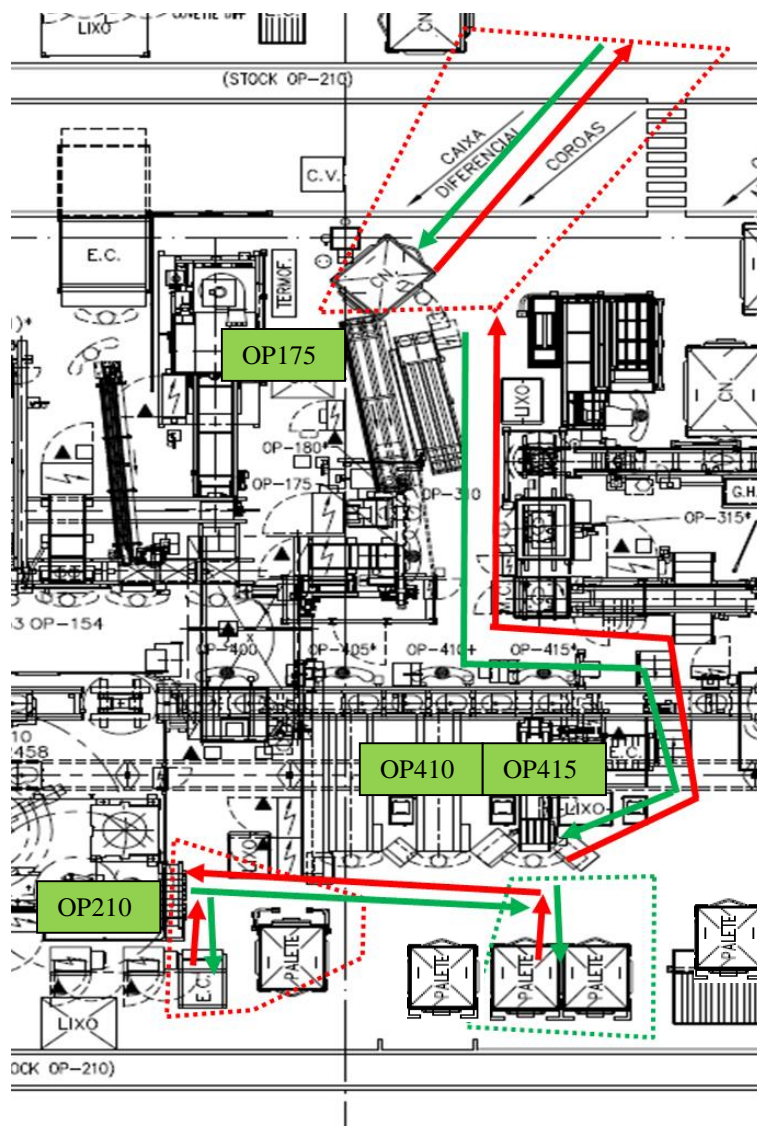 LIXO
CN
(STOCK OP-210)
CAIXA
DIFERENCIAL
COROAS
C.V.
E.C.
TERMOF.
CN.
OP175
CN.
LIXO
OP-180*
OP-175
OP-310
G.H.
OP-315*
OP-154
OP-400
OP-405*
OP-410+
OP-415*
OP410
OP415
E.C.
LIXO
LIXO
OP210
E.C.
PALETE
PALETE
PALETE
PALETE
PALETE
LIXO
OCK OP-210)